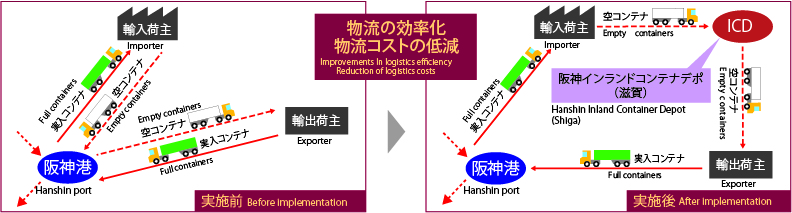 輸入荷主
Importer
Full containers
実入コンテナ
空コンテナ
Empty containers
Empty containers
空コンテナ
輸出荷主
Exporter
実入コンテナ
Full containers
阪神港
Hanshin port
実施前 Before implementation
物流の効率化
物流コストの低減
Improvements In logistics efficiency
Reduction of logistics costs
輸入荷主
Importer
空コンテナ
Empty containers
ICD
阪神インランドコンテナデポ
（滋賀）
Hanshin Inland Container Depot
(Shiga)
Full containers
実入コンテナ
空コンテナ
Empty containers
阪神港
Hanshin port
実入コンテナ
Full containers
輸出荷主
Exporter
実施後 After implementation